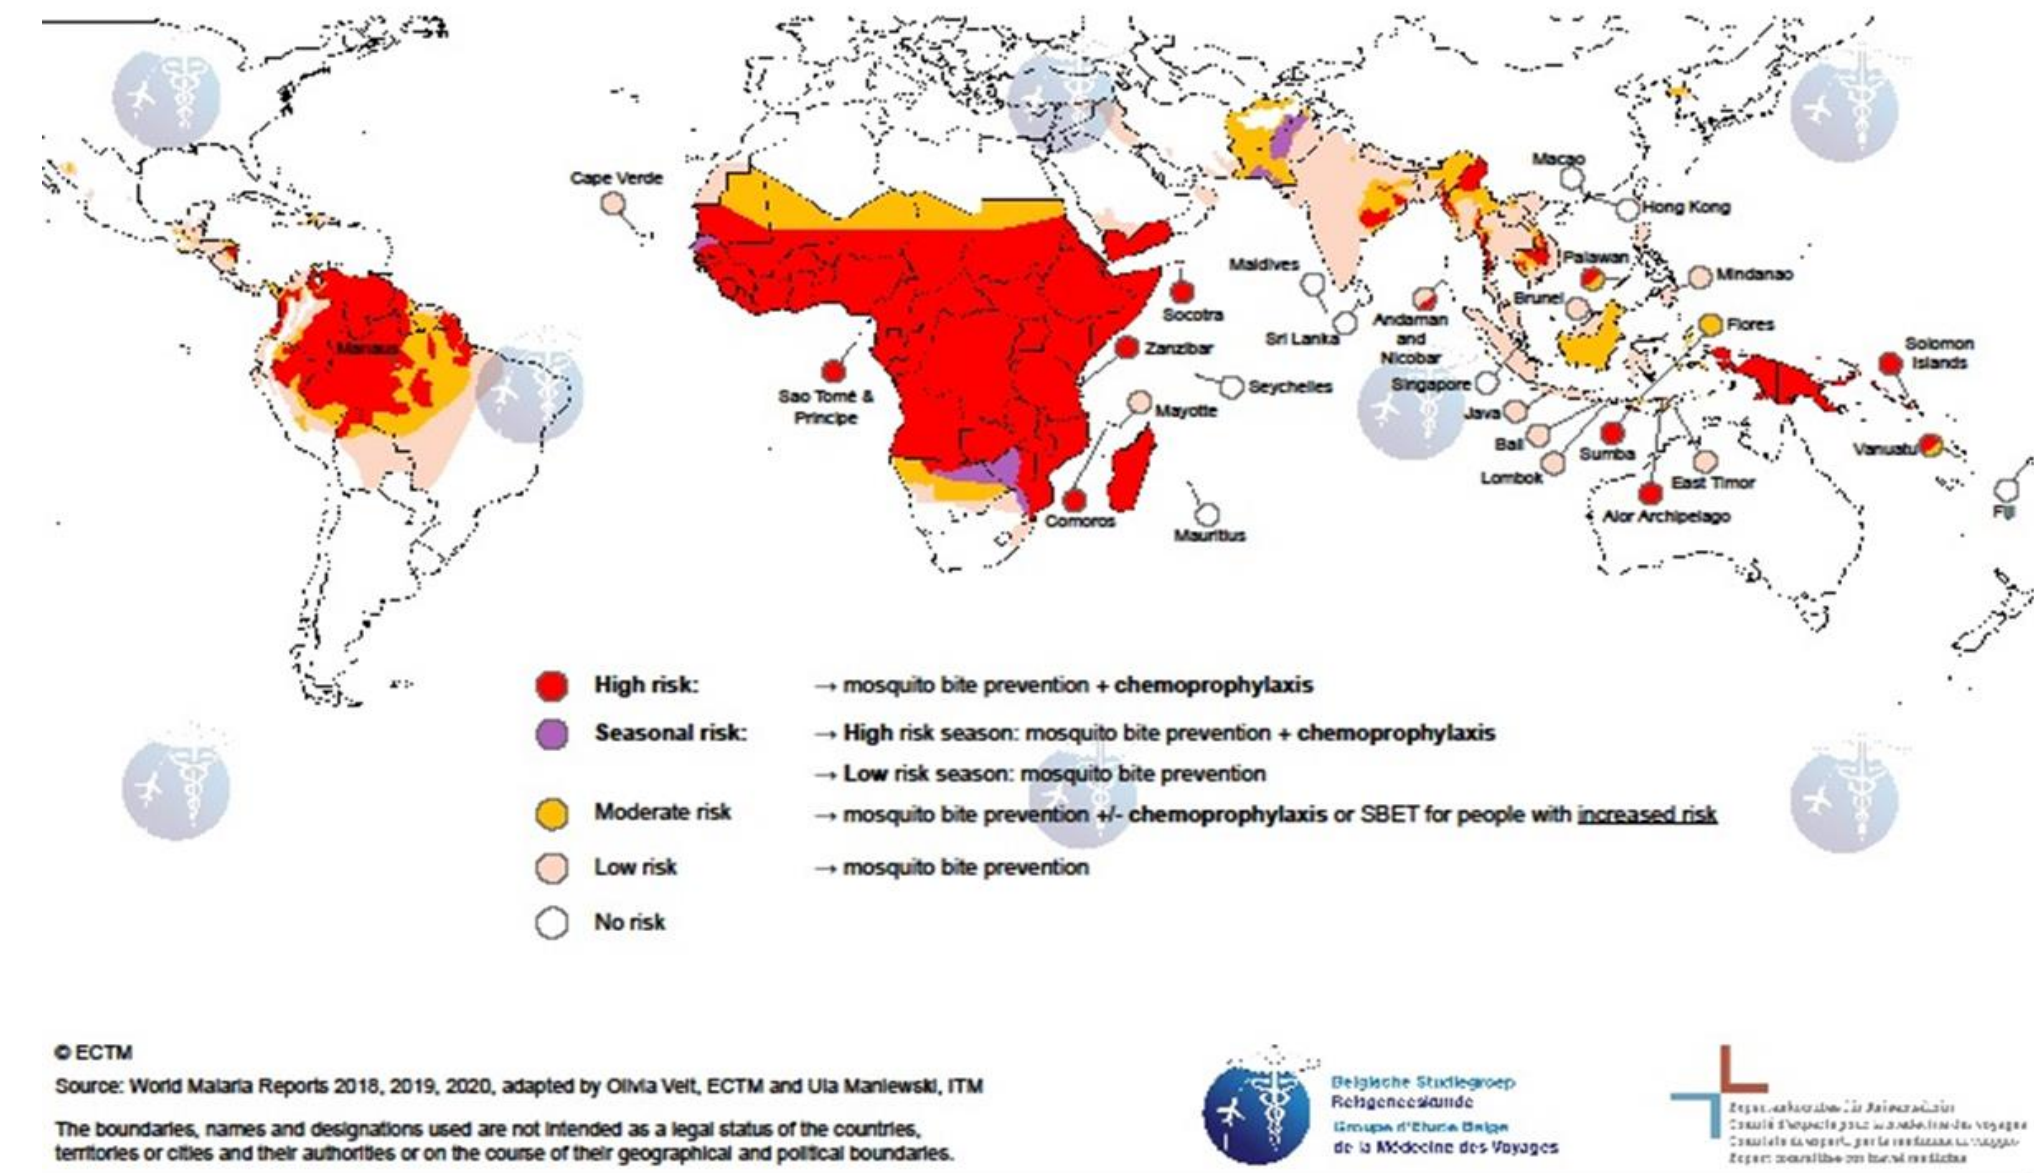 Macao
Cape Verde
Hong Kong
Palawan
Maldives
Mindanao
Brunei
Socotra
Andaman
and
Nicobar
Flores
Sri Lanka
Manaus
Zanzibar
Solomon
Islands
Singapore
Seychelles
Sao Tomé &
Principe
Mayotte
Java
Bali
Sumba
Vanuatu
Lombok
East Timor
Alor Archipelago
Fiji
Comoros
Mauritius
High risk: → mosquito bite prevention + chemoprophylaxis
Seasonal risk: → High risk season: mosquito bite prevention + chemoprophylaxis
→ Low risk season: mosquito bite prevention
Moderate risk → mosquito bite prevention +/- chemoprophylaxis or SBET for people with increased risk
Low risk → mosquito bite prevention
No risk
© ECTM
Source: World Malaria Reports 2018, 2019, 2020, adapted by Olivia Veit, ECTM and Ula Maniewski, ITM
The boundaries, names and designations used are not intended as a legal status of the countries,
territories or cities and their authorities or on the course of their geographical and political boundaries.
Belgische Studiegroep
Reisgeneeskunde
Groupe d'Etude Belge
de la Médecine des Voyages